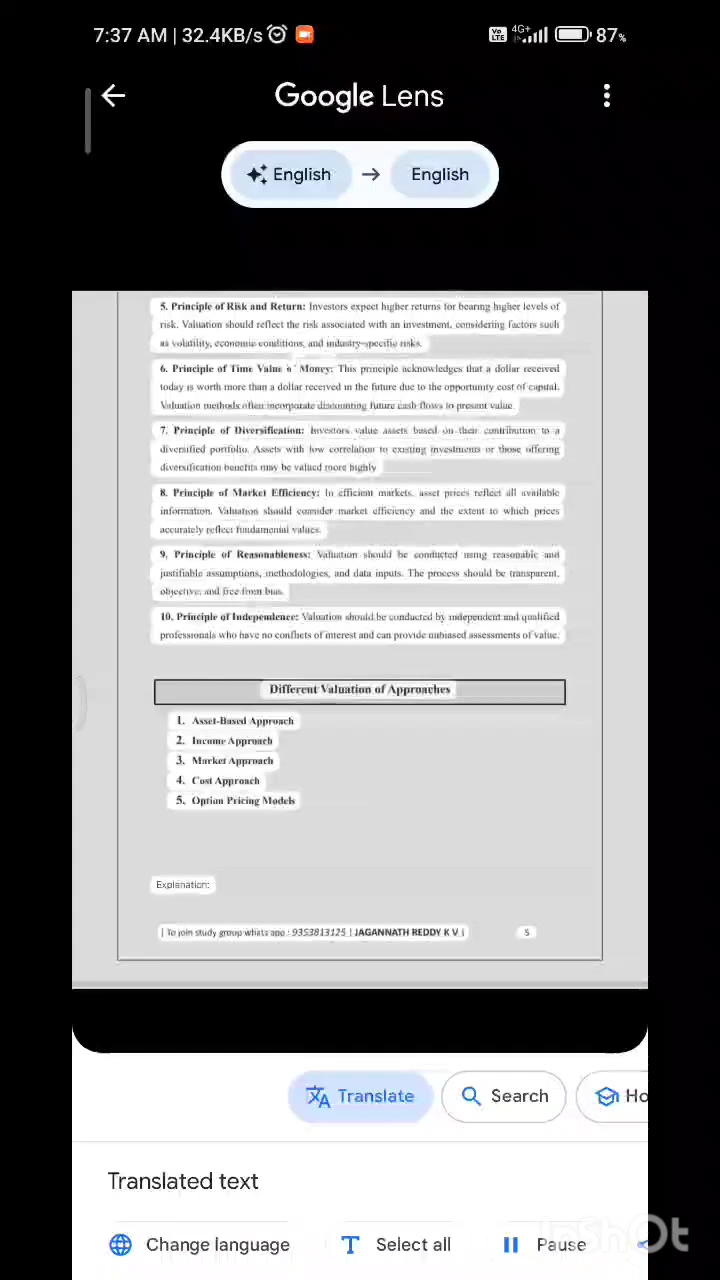 7:37 AM | 32.4KB/s
Vo LTE 4G+ 87%
Google Lens
English → English
5. Principle of Risk and Return: Investors expect higher returns for bearing higher levels of
risk. Valuation should reflect the risk associated with an investment, considering factors such
as volatility, economic conditions, and industry-specific risks.
6. Principle of Time Value of Money: This principle acknowledges that a dollar received
today is worth more than a dollar received in the future due to the opportunity cost of capital.
Valuation methods often incorporate discounting future cash flows to present value.
7. Principle of Diversification: Investors value assets based on their contribution to a
diversified portfolio. Assets with low correlation to existing investments or those offering
diversification benefits may be valued more highly
8. Principle of Market Efficiency: In efficient markets, asset prices reflect all available
information. Valuation should consider market efficiency and the extent to which prices
accurately reflect fundamental values.
9. Principle of Reasonableness: Valuation should be conducted using reasonable and
justifiable assumptions, methodologies, and data inputs. The process should be transparent,
objective, and free from bias.
10. Principle of Independence: Valuation should be conducted by independent and qualified
professionals who have no conflicts of interest and can provide unbiased assessments of value.
Different Valuation of Approaches
1. Asset-Based Approach
2. Income Approach
3. Market Approach
4. Cost Approach
5. Option Pricing Models
Explanation:
| To join study group whats app : 9353813125 | JAGANNATH REDDY K V | 5
Translate Search Ho
Translated text
Change language Select all Pause
InShOt